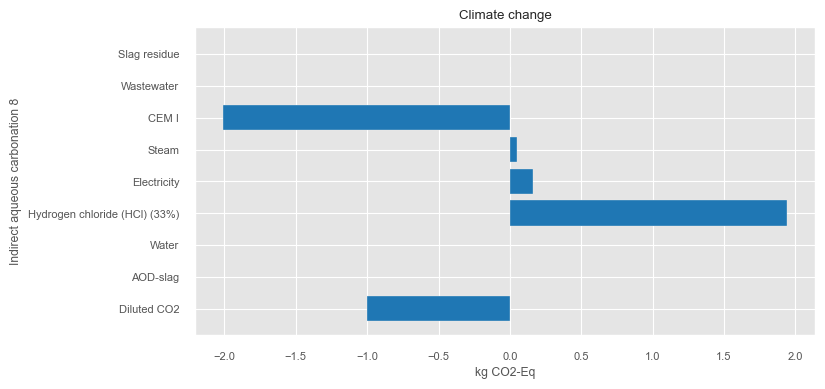 Climate change
Indirect aqueous carbonation 8
Slag residue
Wastewater
CEM I
Steam
Electricity
Hydrogen chloride (HCl) (33%)
Water
AOD-slag
Diluted CO2
−2.0 −1.5 −1.0 −0.5 0.0 0.5 1.0 1.5 2.0
kg CO2-Eq